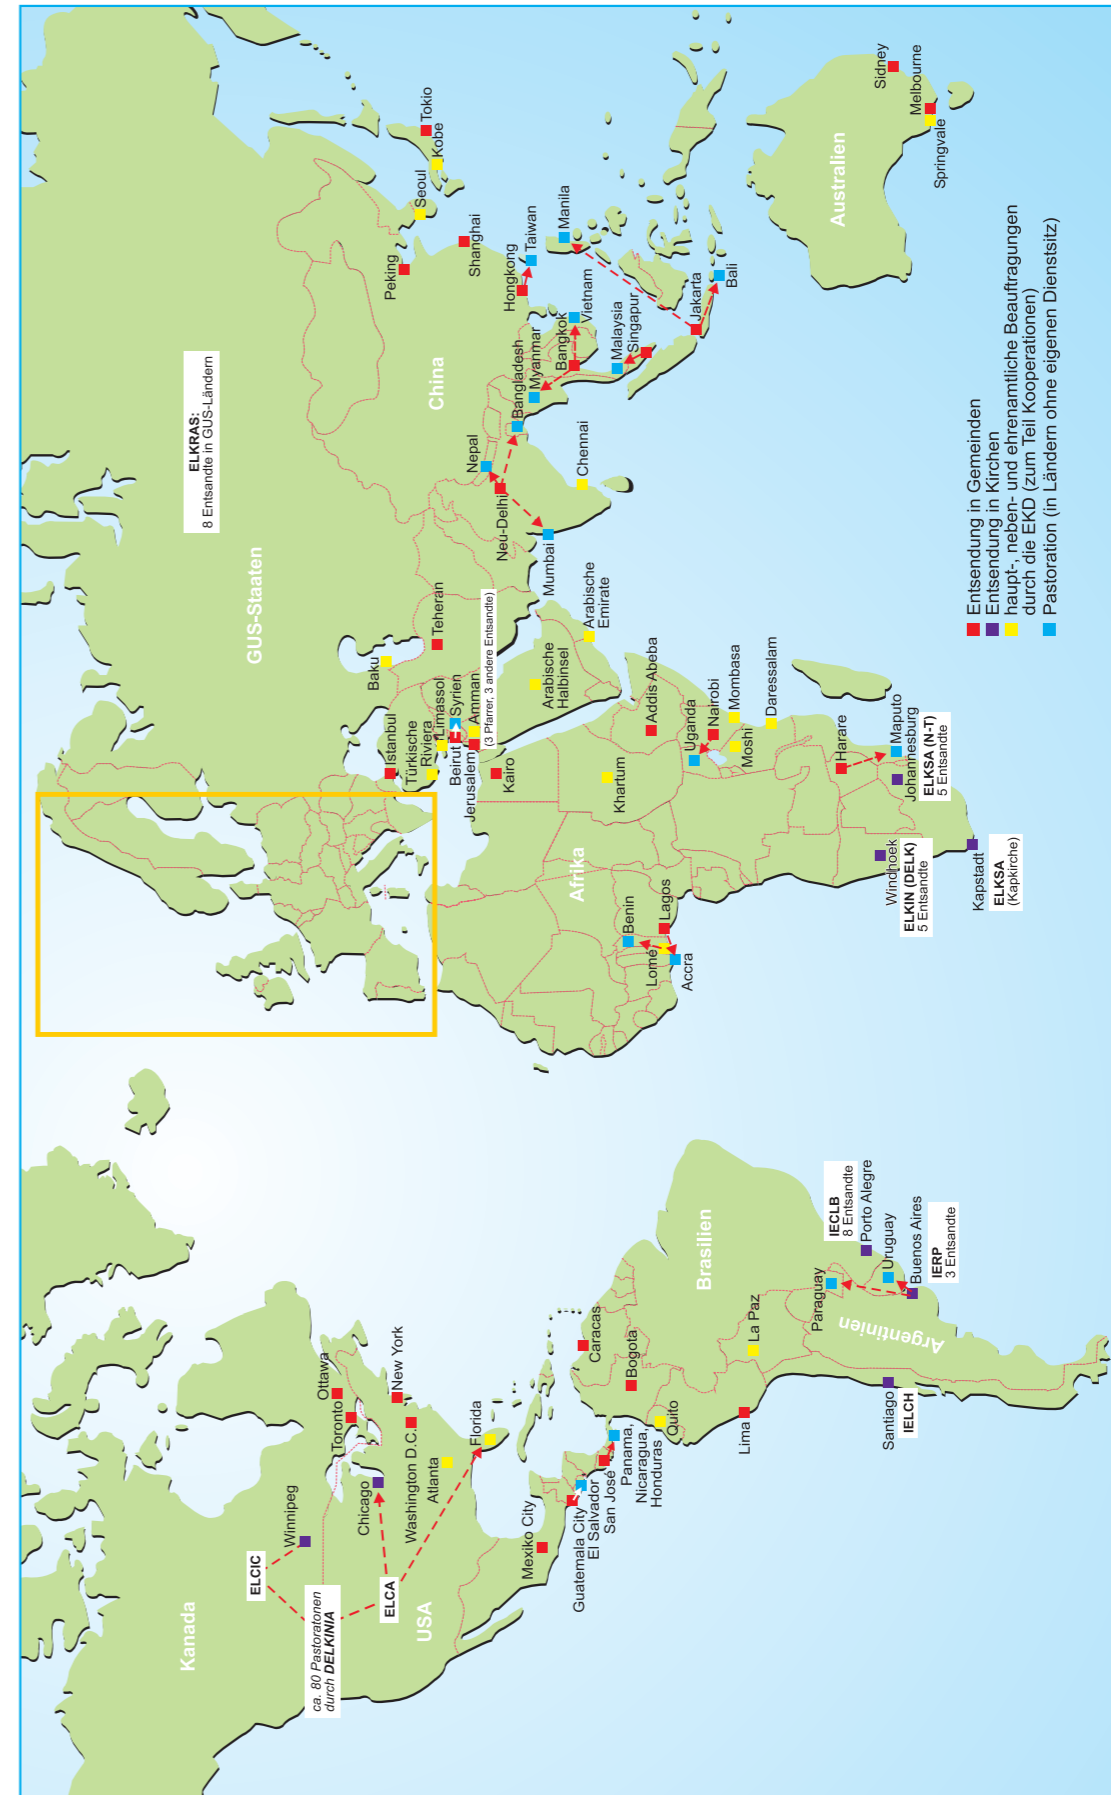 Kanada
ELCIC
Winnipeg
ca. 80 Pastoratonen
durch DELKINIA
ELCA
USA
Chicago
Toronto
Ottawa
New York
Washington D.C.
Atlanta
Florida
Mexiko City
Guatemala City
El Salvador
San José
Panama,
Nicaragua,
Honduras
Caracas
Bogota
Quito
Lima
La Paz
Brasilien
Paraguay
Argentinien
Santiago
IELCH
IECLB
8 Entsandte
Porto Alegre
Uruguay
Buenos Aires
IERP
3 Entsandte
ELKRAS:
8 Entsandte in GUS-Ländern
GUS-Staaten
China
Baku
Teheran
Istanbul
Türkische
Riviera
Limassol
Syrien
Beirut
Amman
Jerusalem
(3 Pfarrer, 3 andere Entsandte)
Kairo
Arabische
Halbinsel
Arabische
Emirate
Afrika
Khartum
Addis Abeba
Benin
Lomé
Lagos
Accra
Uganda
Nairobi
Mombasa
Moshi
Daressalam
Harare
Maputo
Johannesburg
ELKSA (N-T)
5 Entsandte
Windhoek
ELKIN (DELK)
5 Entsandte
Kapstadt
ELKSA
(Kapkirche)
Peking
Seoul
Kobe
Tokio
Shanghai
Hongkong
Taiwan
Manila
Nepal
Neu-Delhi
Mumbai
Bangladesh
Myanmar
Bangkok
Vietnam
Chennai
Malaysia
Singapur
Jakarta
Bali
Australien
Sidney
Melbourne
Springvale
Entsendung in Gemeinden
Entsendung in Kirchen
haupt-, neben- und ehrenamtliche Beauftragungen
durch die EKD (zum Teil Kooperationen)
Pastoration (in Ländern ohne eigenen Dienstsitz)